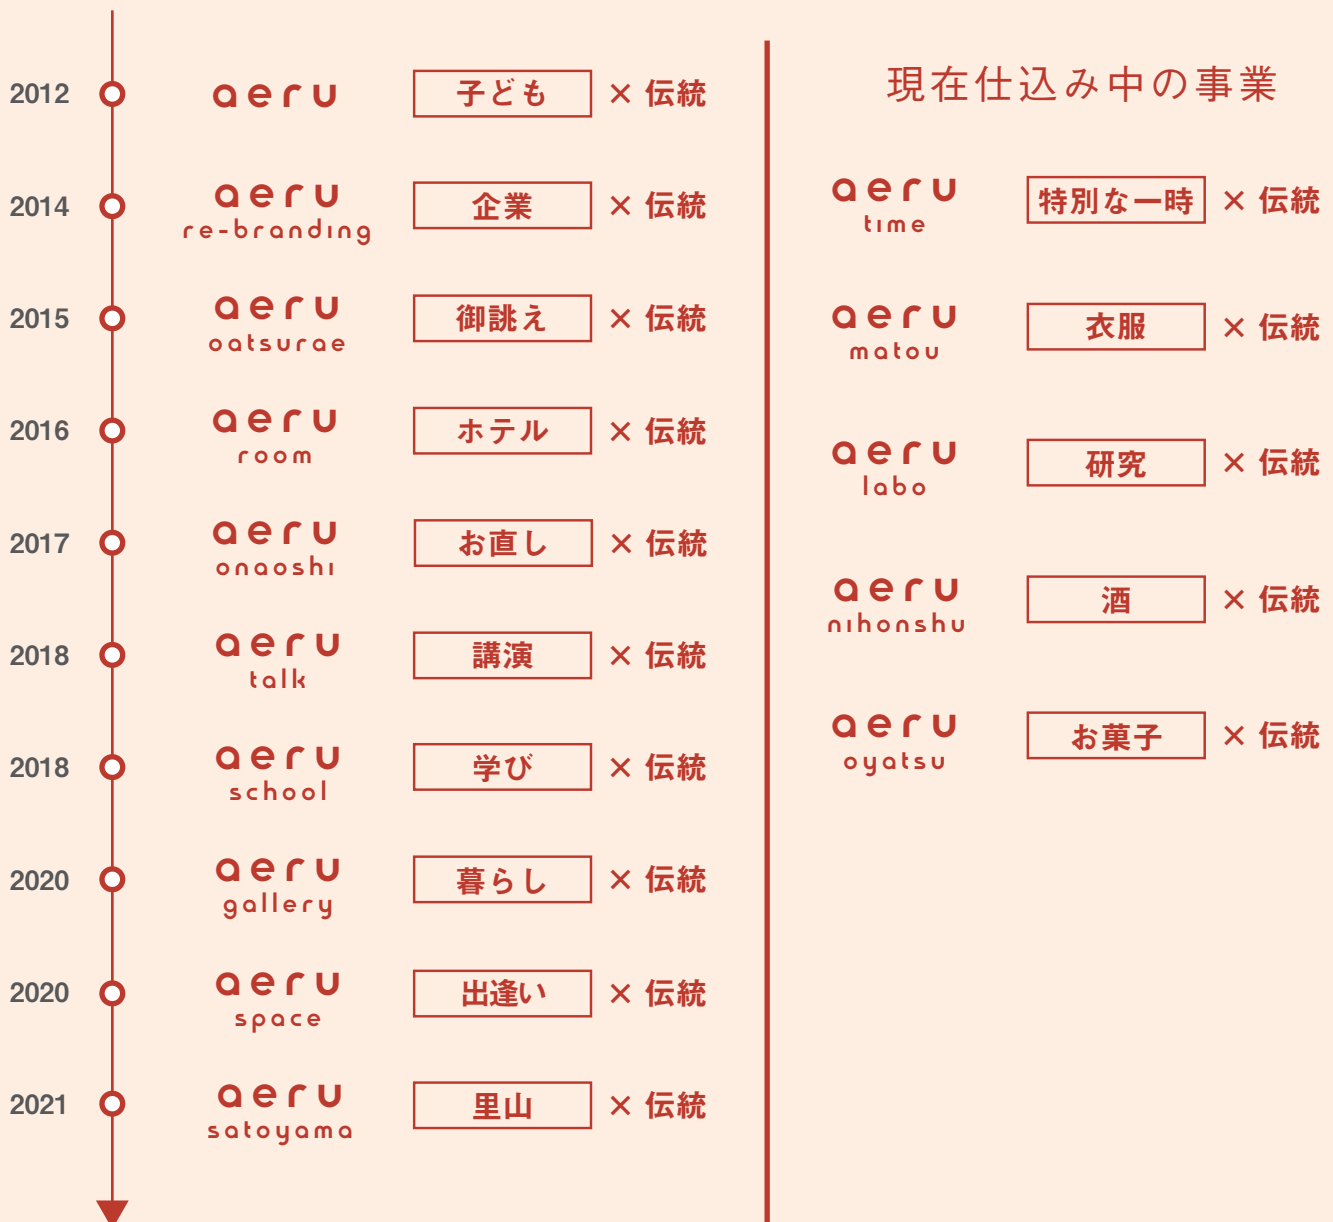 2012 aeru 子ども × 伝統
2014 aeru 企業 × 伝統
re-branding
2015 aeru 御誂え × 伝統
oatsurae
2016 aeru ホテル × 伝統
room
2017 aeru お直し × 伝統
onaoshi
2018 aeru 講演 × 伝統
talk
2018 aeru 学び × 伝統
school
2020 aeru 暮らし × 伝統
gallery
2020 aeru 出逢い × 伝統
space
2021 aeru 里山 × 伝統
satoyama
現在仕込み中の事業
aeru 特別な一時 × 伝統
time
aeru 衣服 × 伝統
matou
aeru 研究 × 伝統
labo
aeru 酒 × 伝統
nihonshu
aeru お菓子 × 伝統
oyatsu